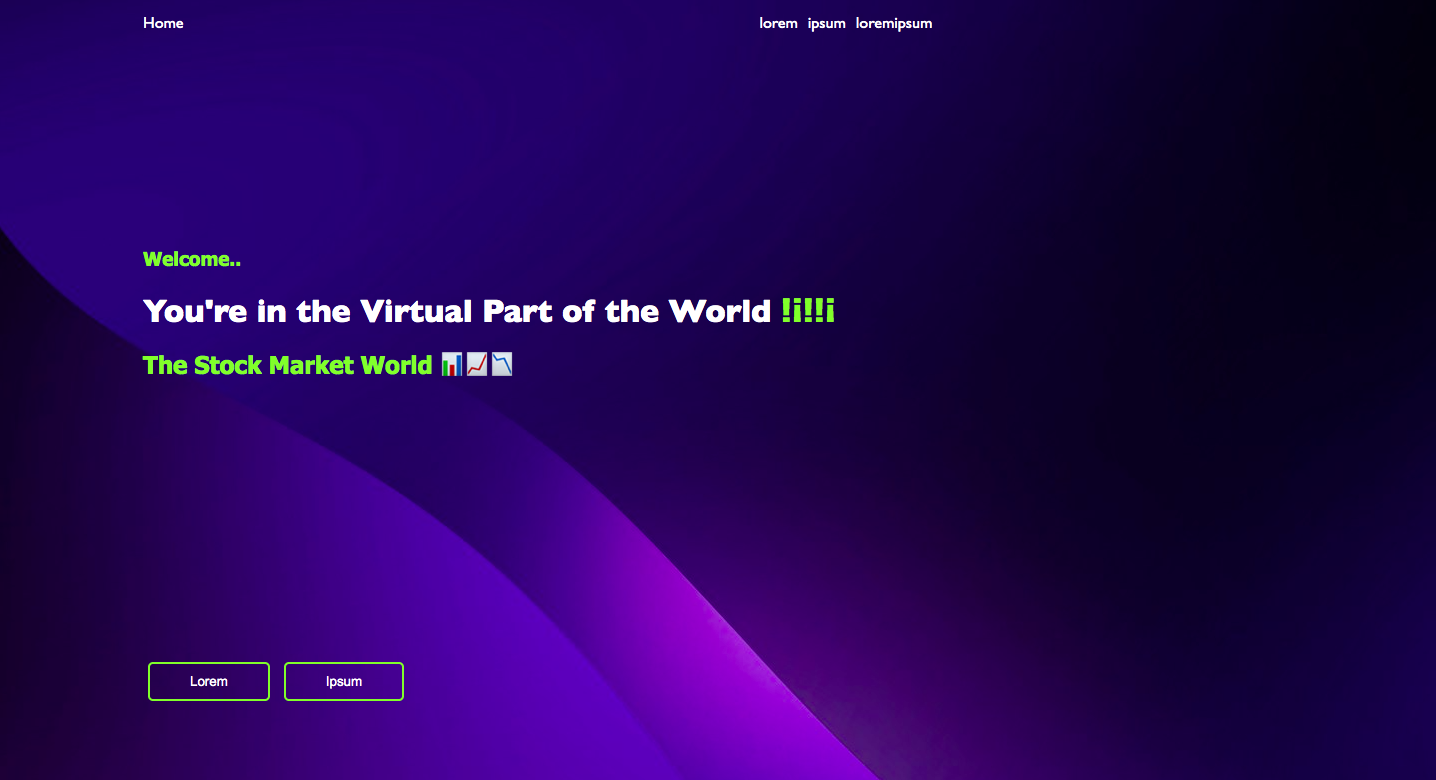 Home lorem ipsum loremipsum
Welcome..
You're in the Virtual Part of the World !¡!!¡
The Stock Market World 📊📈📉
Lorem Ipsum